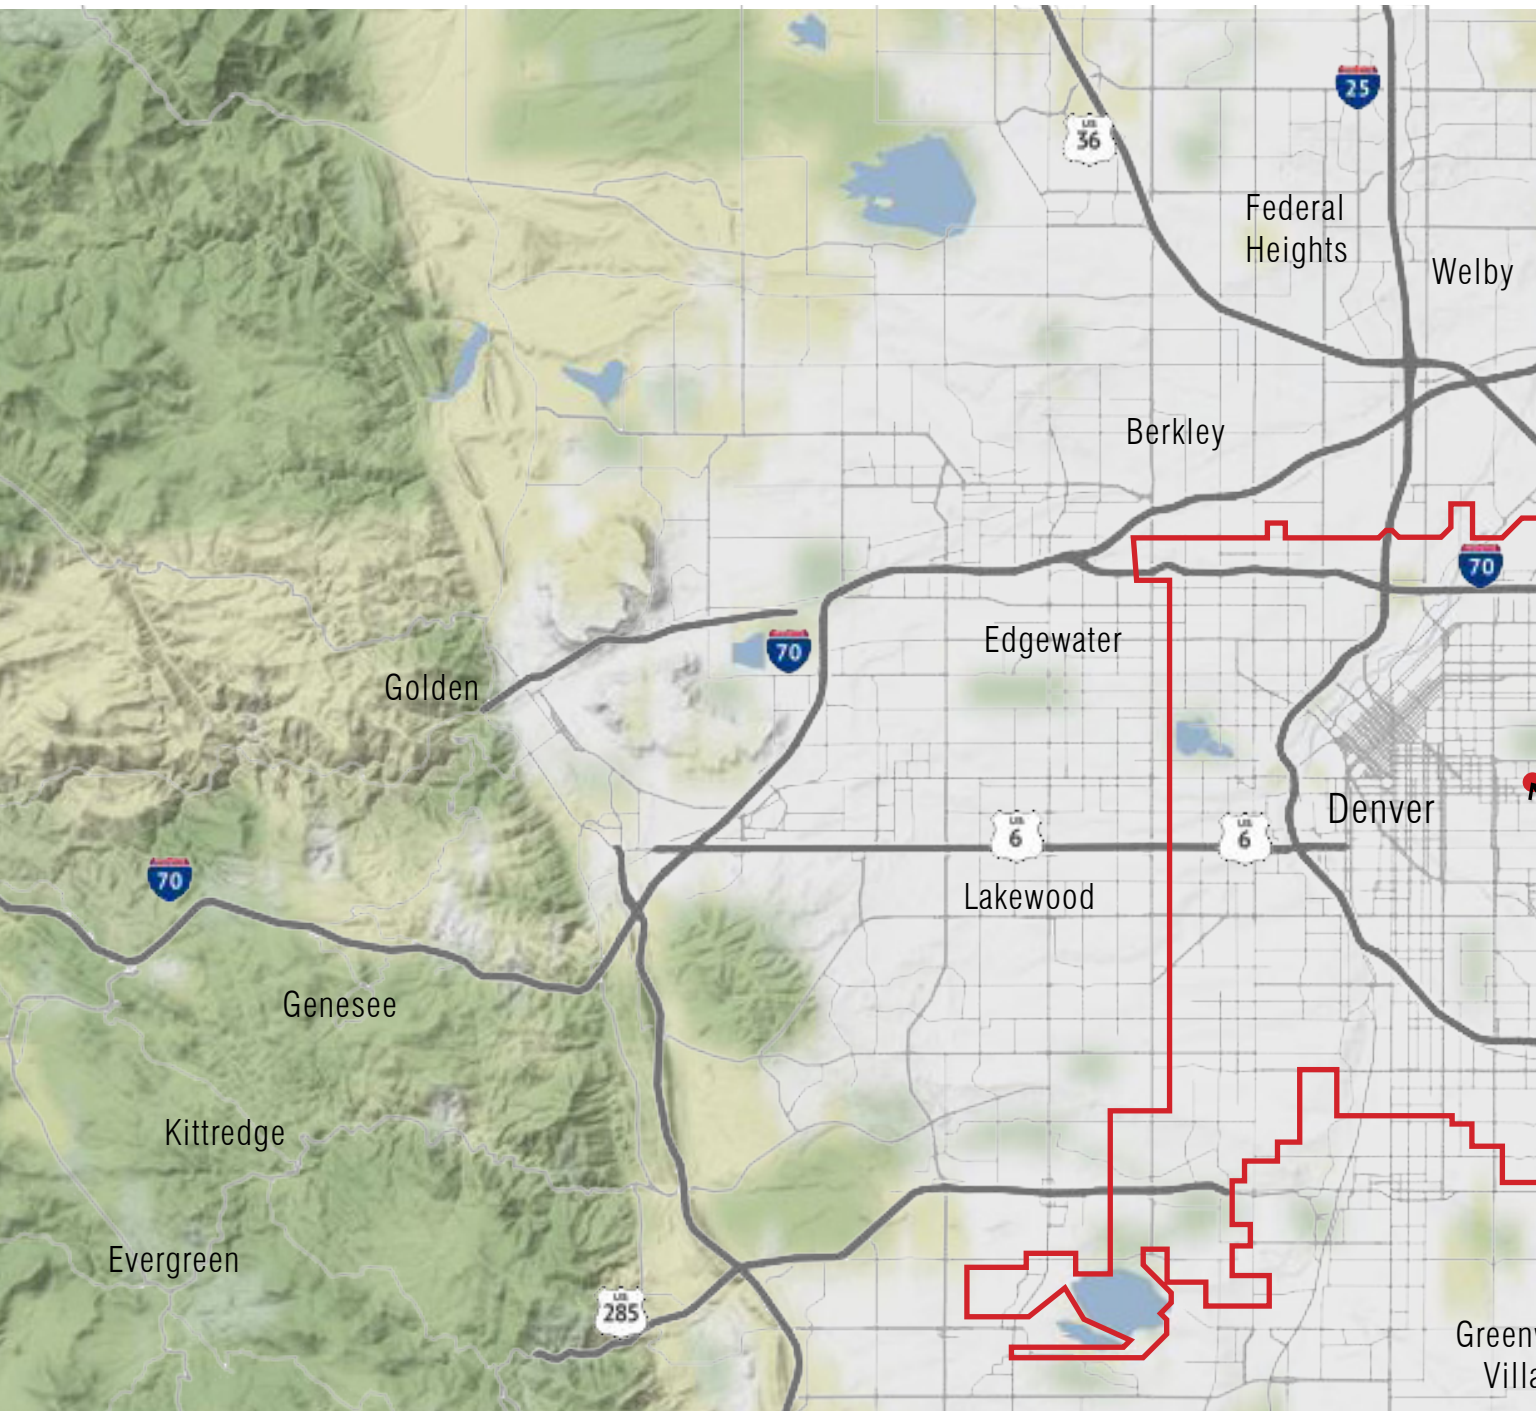 25
U.S.
36
Federal
Heights
Welby
Berkley
70
Edgewater
70
Golden
Denver
U.S.
6
U.S.
6
70
Lakewood
Genesee
Kittredge
Evergreen
U.S.
285